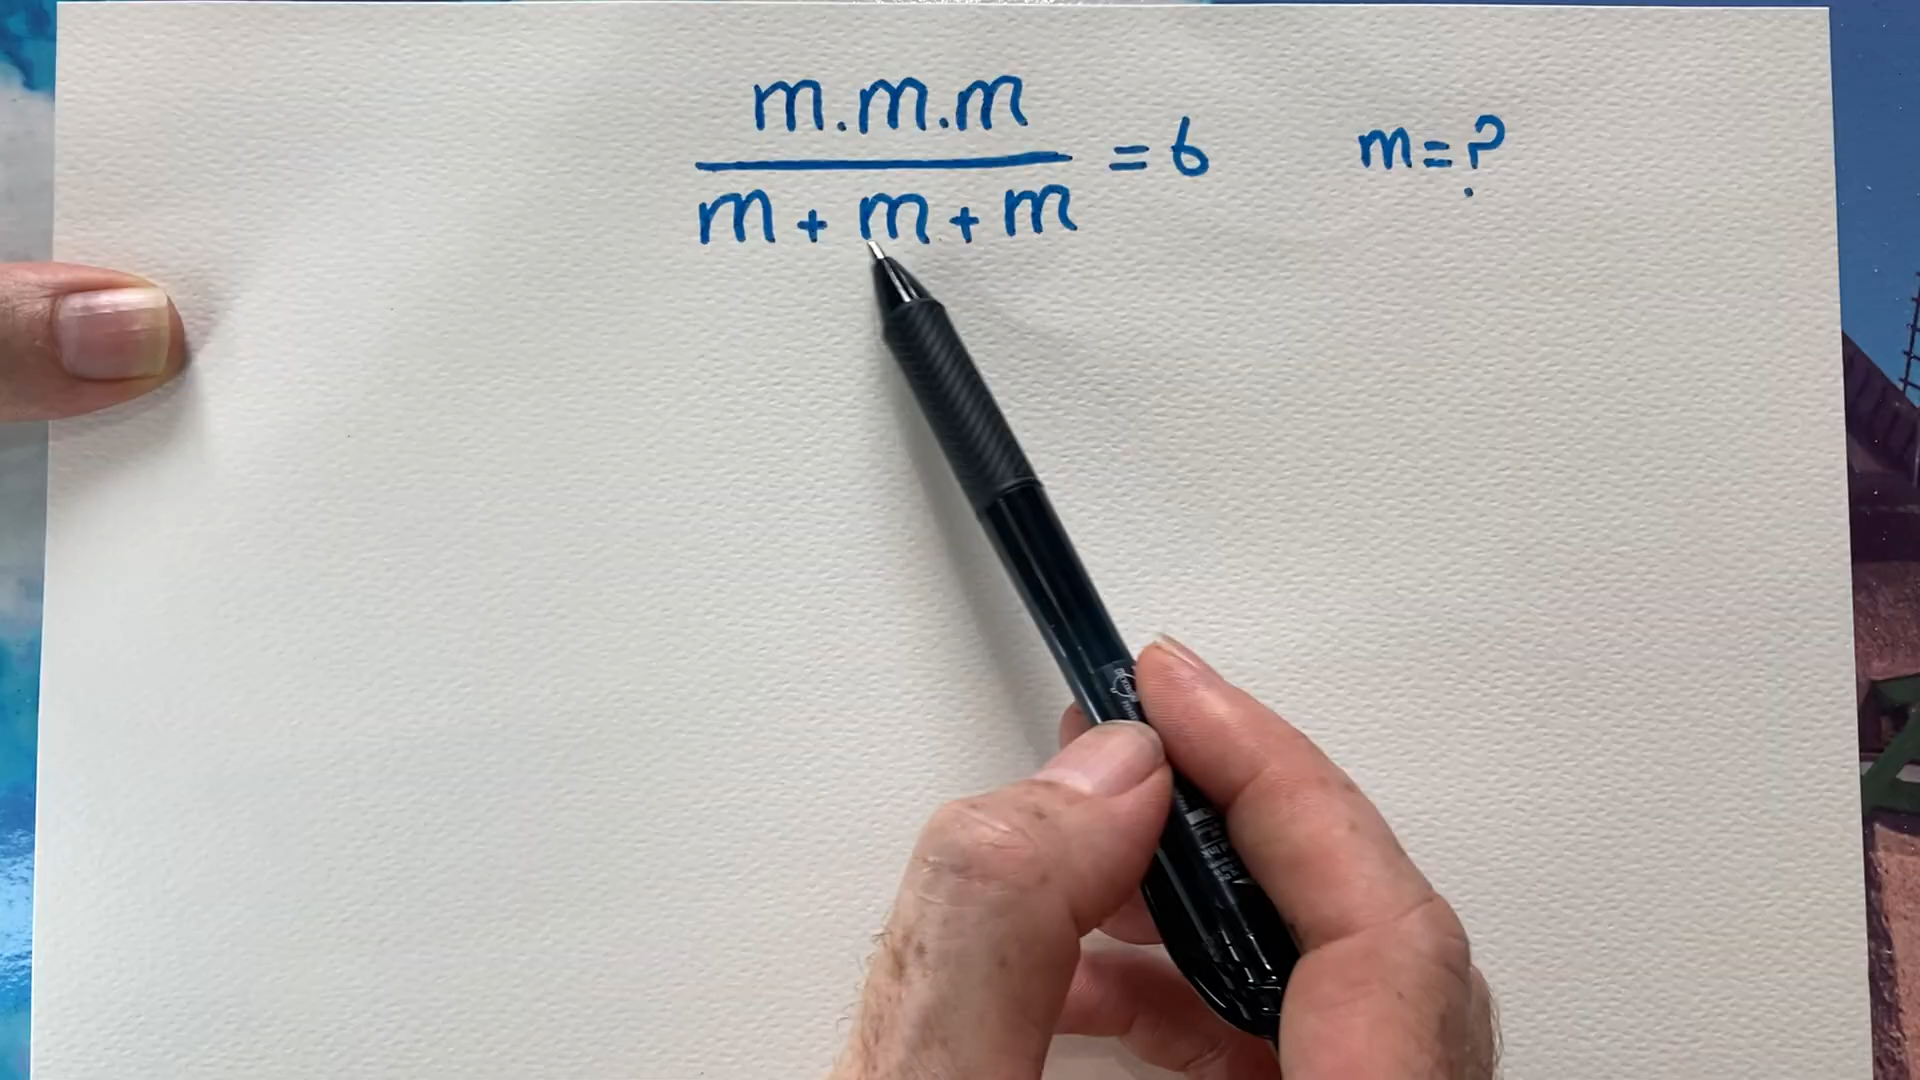 m.m.m
m + m + m
= 6
m = ?